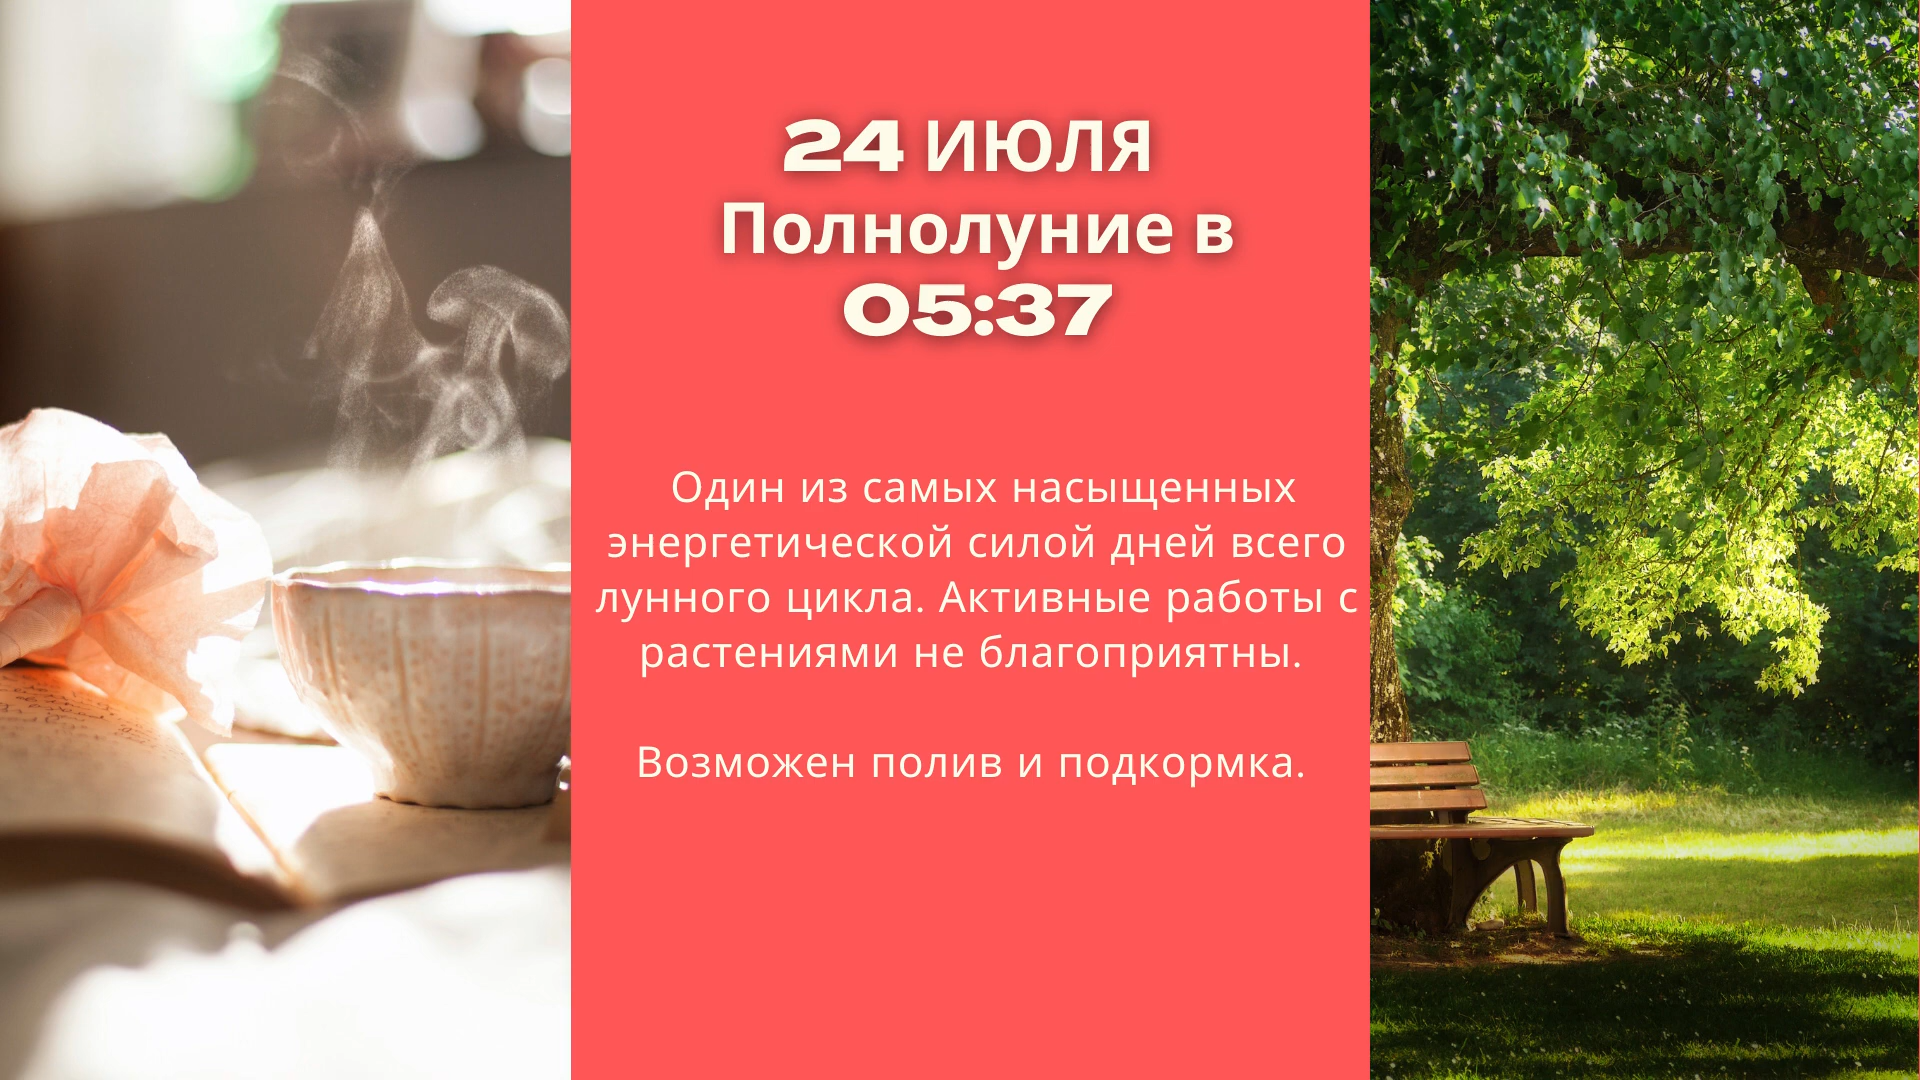 24 ИЮЛЯ
Полнолуние в
05:37
Один из самых насыщенных
энергетической силой дней всего
лунного цикла. Активные работы с
растениями не благоприятны.
Возможен полив и подкормка.